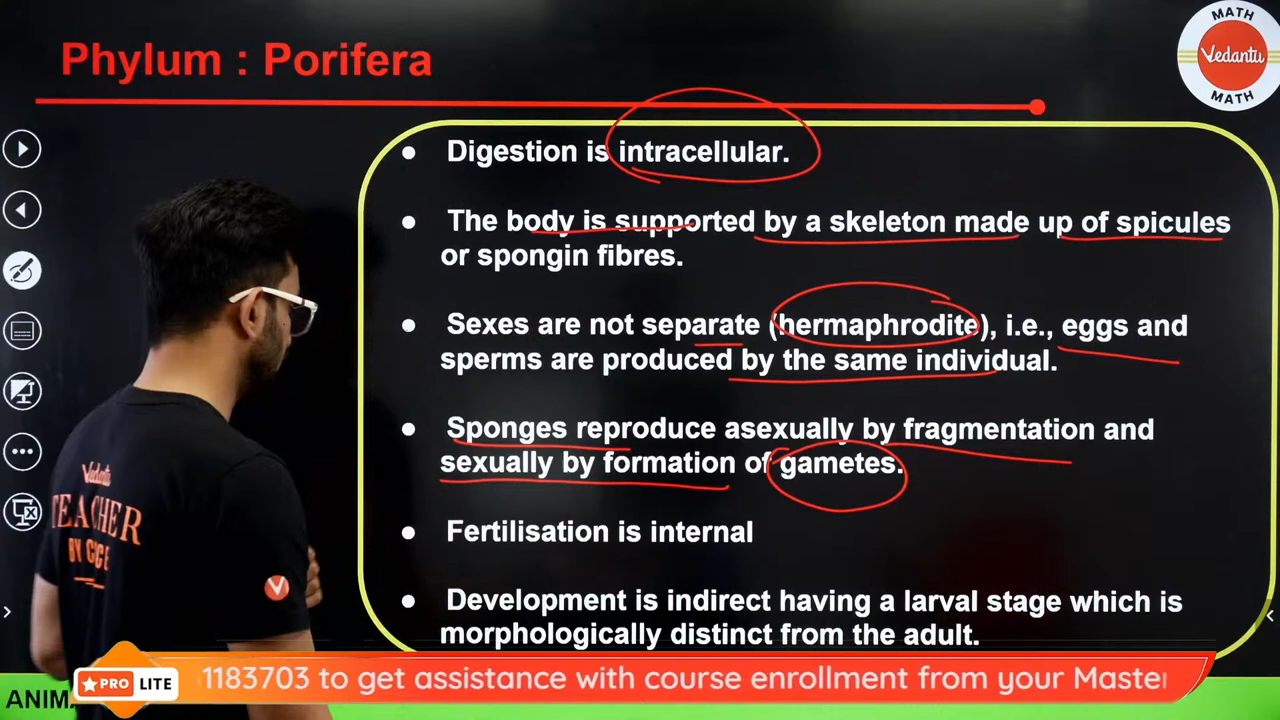 Phylum : Porifera
MATH
Vedantu
MATH
• Digestion is intracellular.
• The body is supported by a skeleton made up of spicules
or spongin fibres.
• Sexes are not separate (hermaphrodite), i.e., eggs and
sperms are produced by the same individual.
• Sponges reproduce asexually by fragmentation and
sexually by formation of gametes.
• Fertilisation is internal
• Development is indirect having a larval stage which is
morphologically distinct from the adult.
Vedantu
TEACHER
BY
V
PRO LITE
1183703 to get assistance with course enrollment from your Master
ANIM